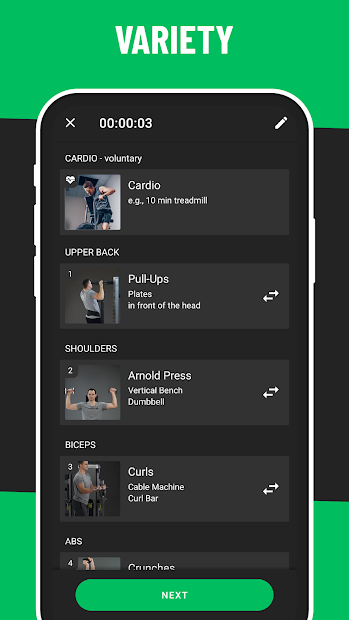 VARIETY
00:00:03
CARDIO - voluntary
Cardio
e.g., 10 min treadmill
UPPER BACK
1
Pull-Ups
Plates
in front of the head
SHOULDERS
2
Arnold Press
Vertical Bench
Dumbbell
BICEPS
3
Curls
Cable Machine
Curl Bar
ABS
4
Crunches
NEXT